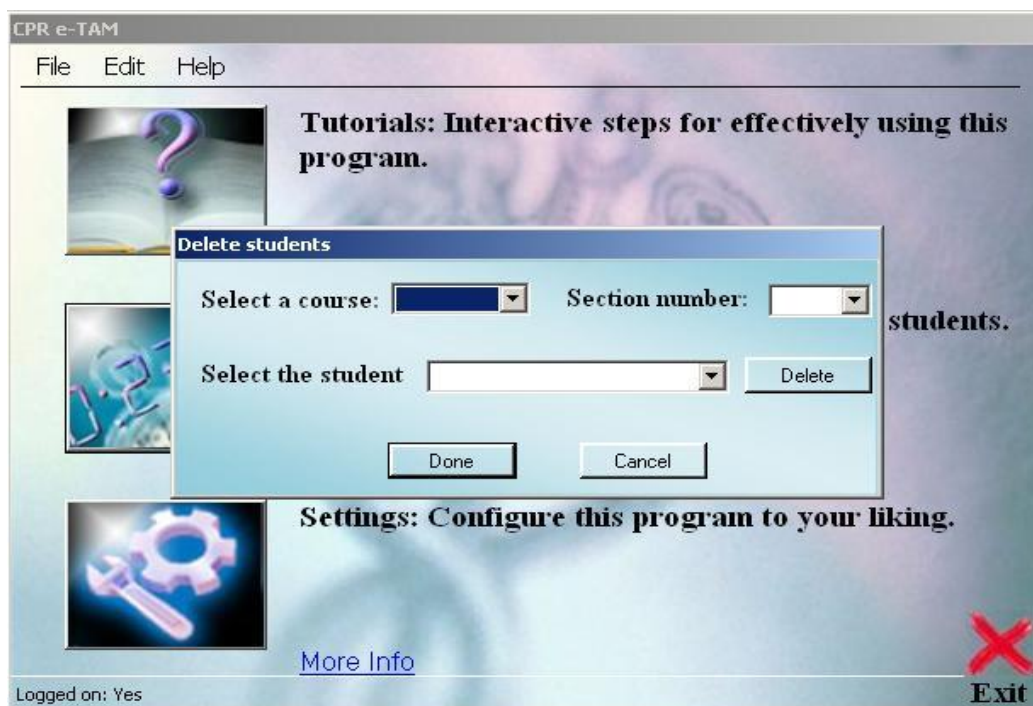 CPR e-TAM
File Edit Help
Tutorials: Interactive steps for effectively using this
program.
Delete students
Select a course: Section number:
students.
Select the student Delete
Done Cancel
Settings: Configure this program to your liking.
More Info
Logged on: Yes
Exit